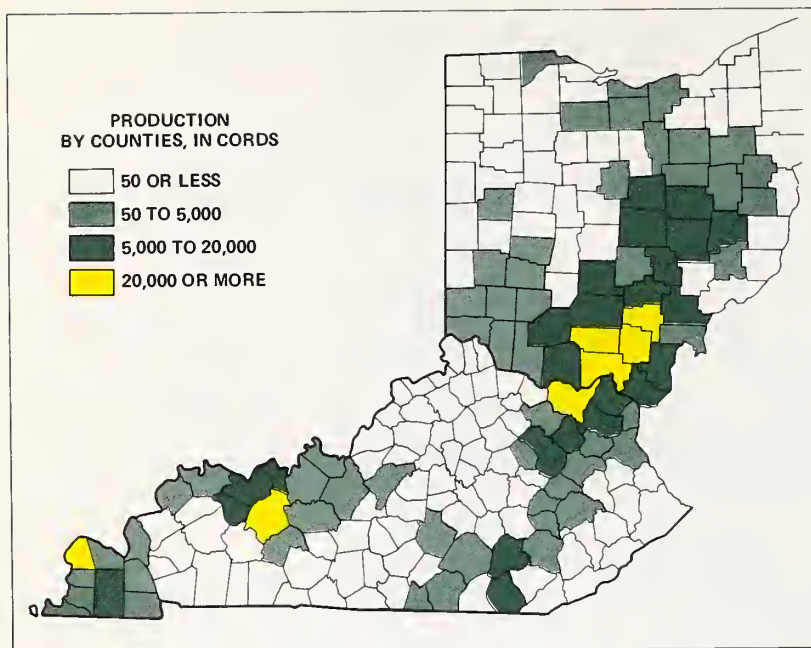 PRODUCTION
BY COUNTIES, IN CORDS
50 OR LESS
50 TO 5,000
5,000 TO 20,000
20,000 OR MORE